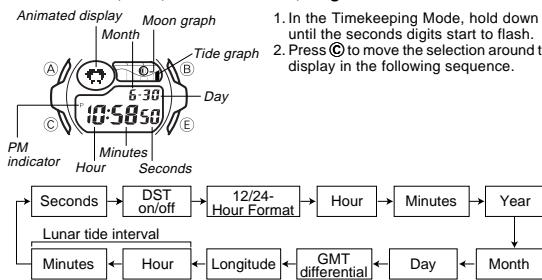 Animated display
Moon graph
Month
Tide graph
A
B
6-30
Day
P
10:58 50
C
E
PM
indicator
Minutes
Hour
Seconds
1. In the Timekeeping Mode, hold down
until the seconds digits start to flash.
2. Press C to move the selection around t
display in the following sequence.
Seconds
DST
on/off
12/24-
Hour Format
Hour
Minutes
Year
Lunar tide interval
Minutes
Hour
Longitude
GMT
differential
Day
Month